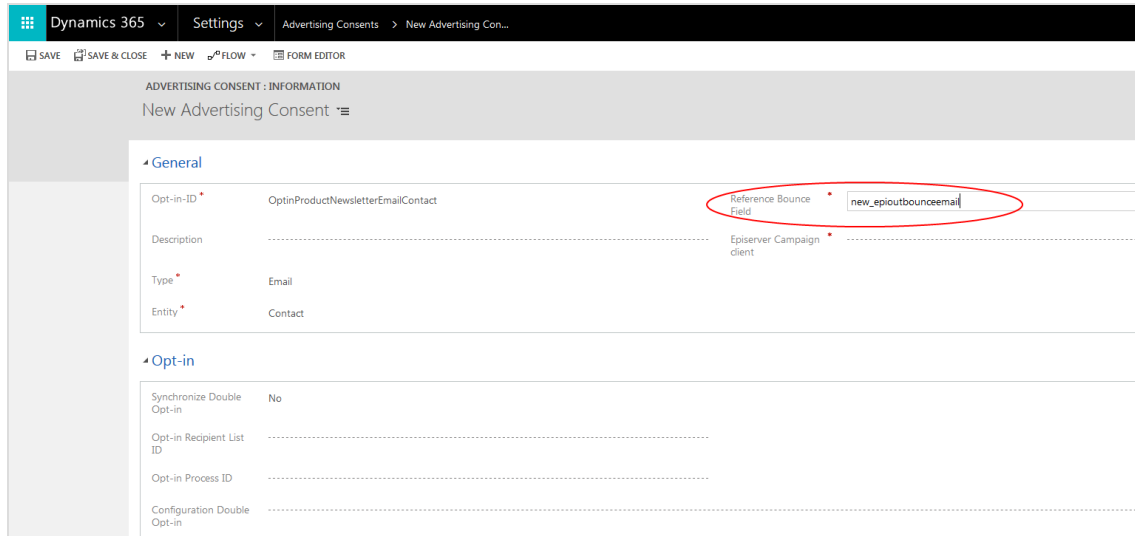 Dynamics 365 Settings Advertising Consents > New Advertising Con...
SAVE SAVE & CLOSE + NEW FLOW FORM EDITOR
ADVERTISING CONSENT : INFORMATION
New Advertising Consent
General
Opt-in-ID * OptinProductNewsletterEmailContact
Reference Bounce * new_epioutbounceemail
Field
Description
Episerver Campaign *
client
Type * Email
Entity * Contact
Opt-in
Synchronize Double No
Opt-in
Opt-in Recipient List
ID
Opt-in Process ID
Configuration Double
Opt-in